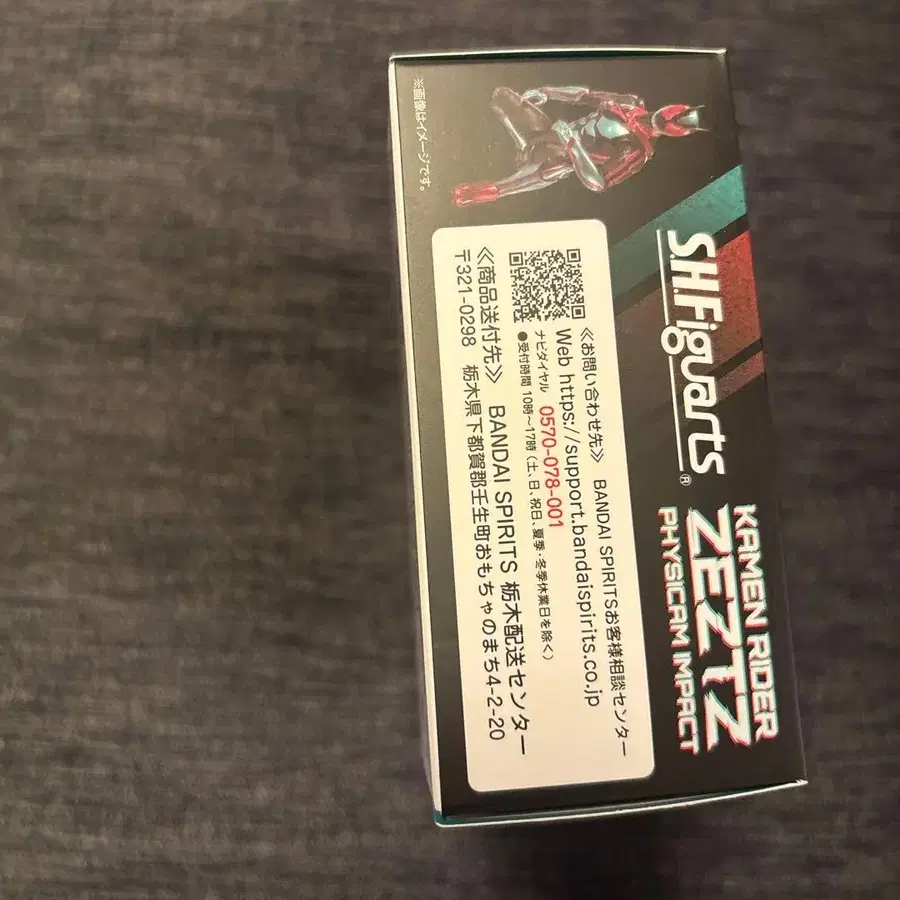 ※画像はイメージです。
S.H.Figuarts®
KAMEN RIDER
ZEZTZ
PHYSICAM IMPACT
≪お問い合わせ先≫ BANDAI SPIRITSお客様相談センター
Web https://support.bandaispirits.co.jp
ナビダイヤル 0570-078-001
●受付時間 10時～17時(土、日、祝日、夏季・冬季休業日を除く)
≪商品送付先≫ BANDAI SPIRITS 栃木配送センター
〒321-0298 栃木県下都賀郡壬生町おもちゃのまち4-2-20